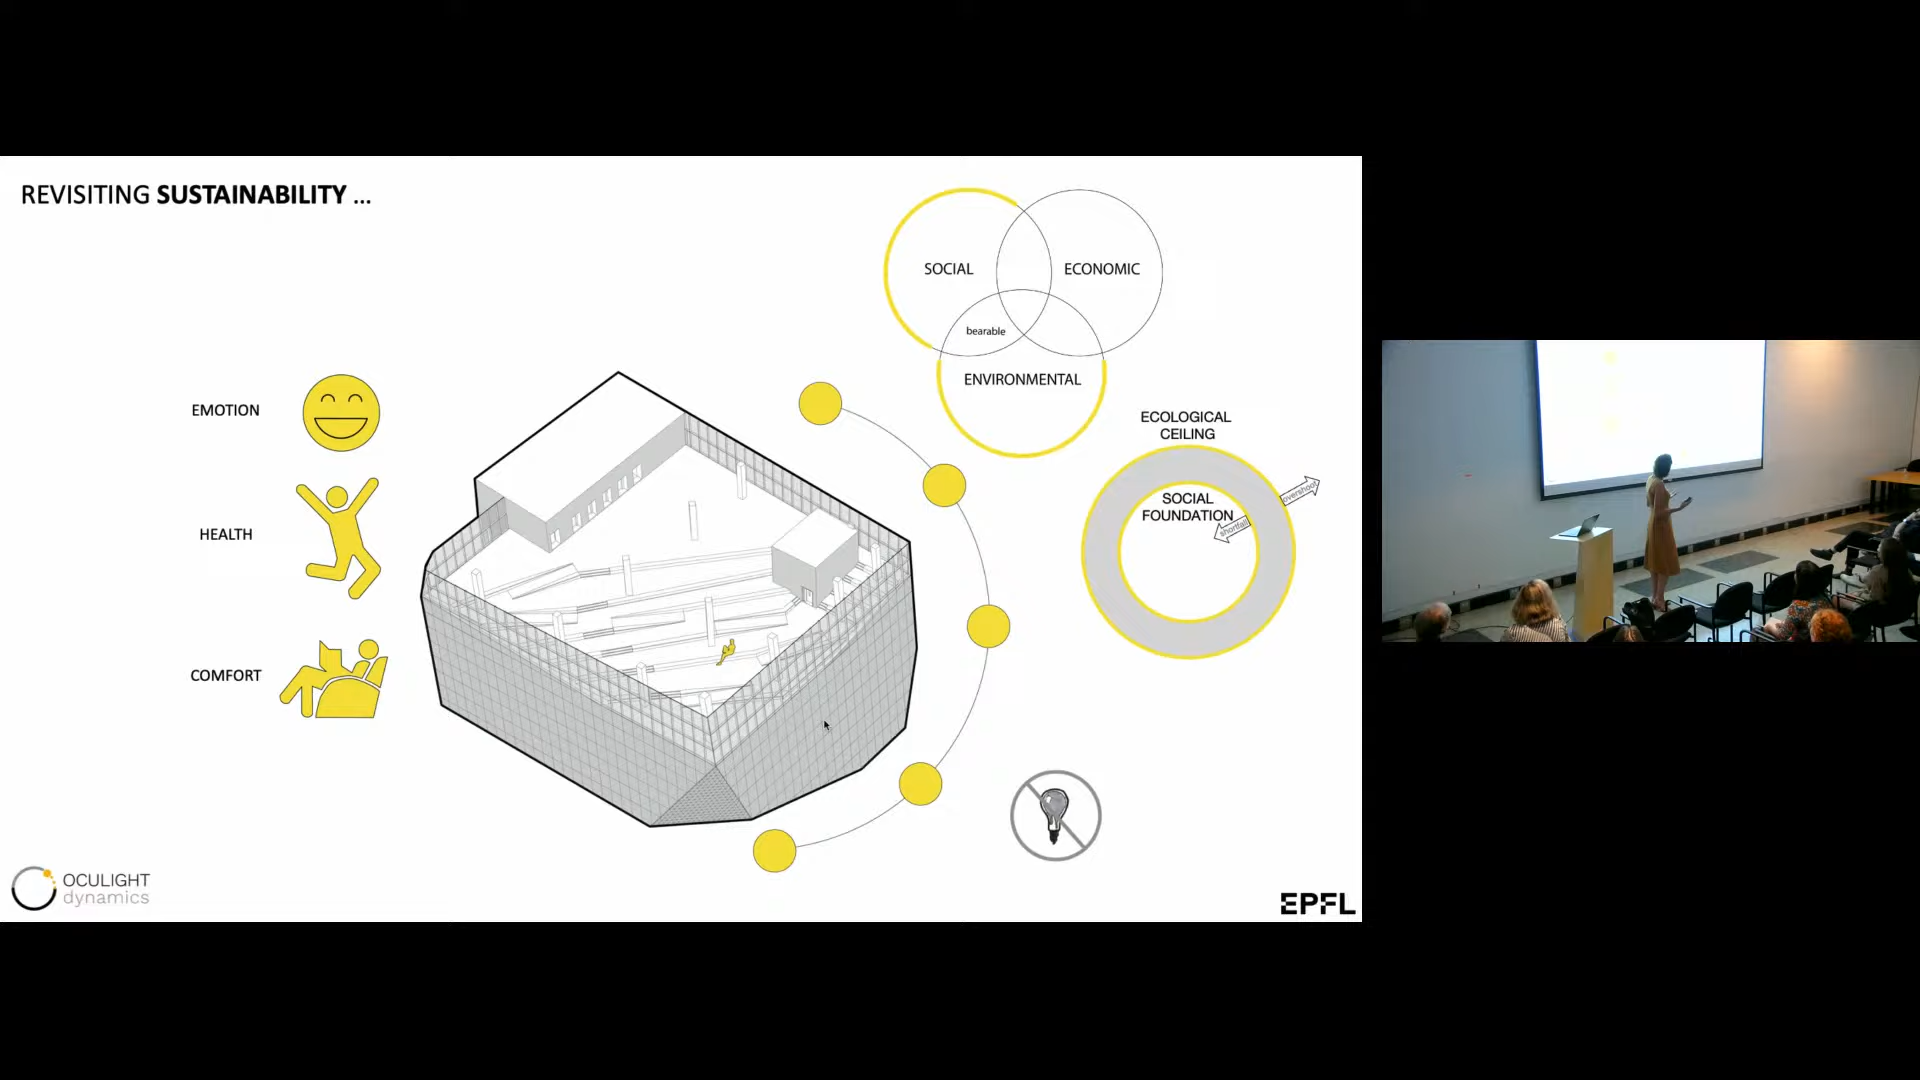 REVISITING SUSTAINABILITY ...
SOCIAL
ECONOMIC
bearable
ENVIRONMENTAL
EMOTION
HEALTH
COMFORT
ECOLOGICAL
CEILING
overshoot
SOCIAL
FOUNDATION
shortfall
OCULIGHT
dynamics
EPFL